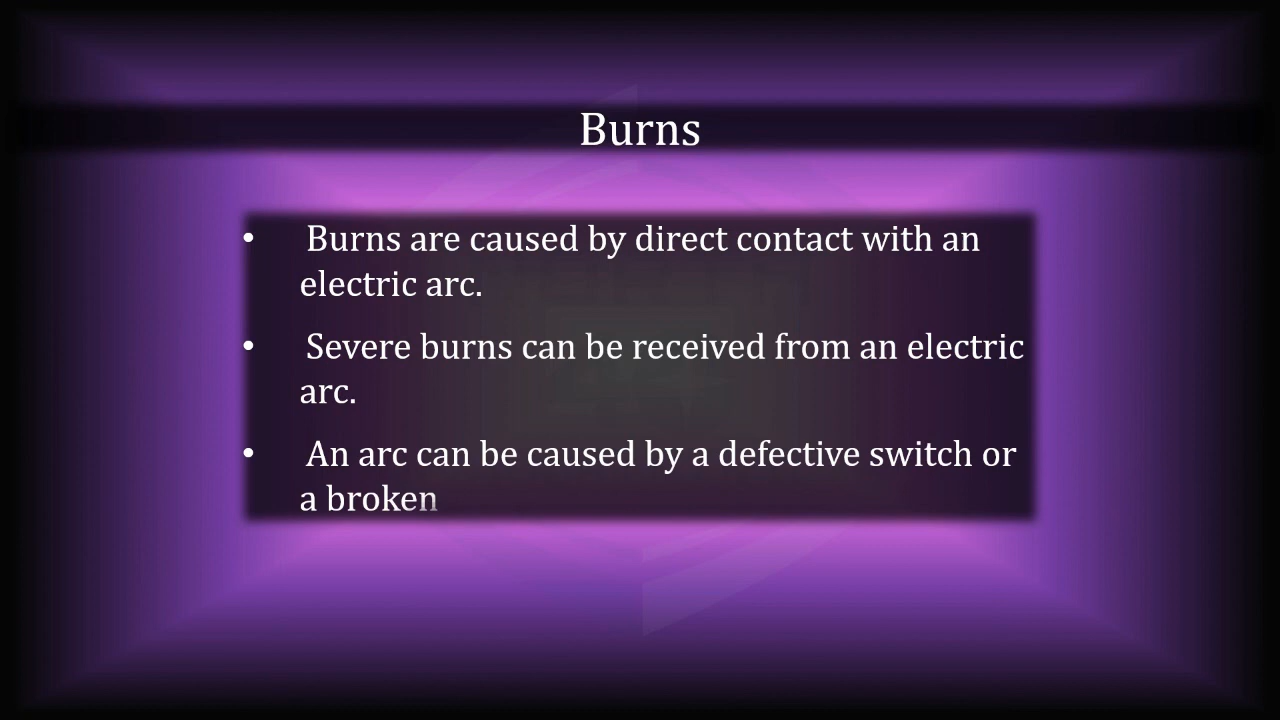 Burns
• Burns are caused by direct contact with an
electric arc.
• Severe burns can be received from an electric
arc.
• An arc can be caused by a defective switch or
a broken